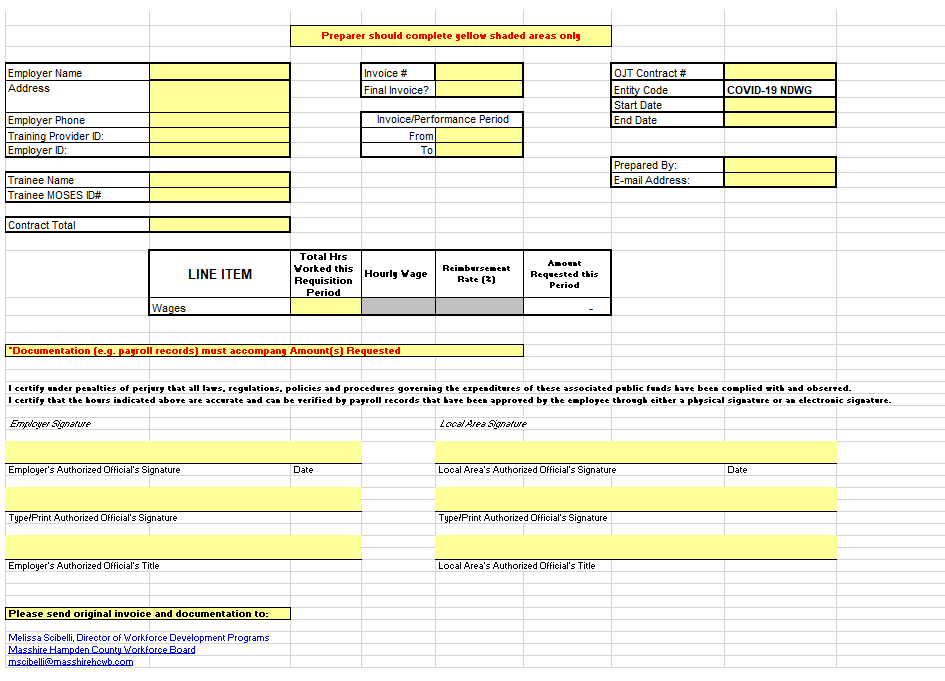 Preparer should complete yellow shaded areas only
Employer Name
Address
Employer Phone
Training Provider ID:
Employer ID:
Invoice #
Final Invoice?
Invoice/Performance Period
From
To
OJT Contract #
Entity Code COVID-19 NDWG
Start Date
End Date
Prepared By:
E-mail Address:
Trainee Name
Trainee MOSES ID#
Contract Total
LINE ITEM
Total Hrs
Worked this
Requisition
Period
Hourly Wage
Reimbursement
Rate (%)
Amount
Requested this
Period
Wages -
*Documentation (e.g. payroll records) must accompany Amount(s) Requested
I certify under penalties of perjury that all laws, regulations, policies and procedures governing the expenditures of these associated public funds have been complied with and observed.
I certify that the hours indicated above are accurate and can be verified by payroll records that have been approved by the employee through either a physical signature or an electronic signature.
Employer Signature
Local Area Signature
Employer's Authorized Official's Signature Date
Local Area's Authorized Official's Signature Date
Type/Print Authorized Official's Signature
Type/Print Authorized Official's Signature
Employer's Authorized Official's Title
Local Area's Authorized Official's Title
Please send original invoice and documentation to:
Melissa Scibelli, Director of Workforce Development Programs
Masshire Hampden County Workforce Board
mscibelli@masshirehcwb.com